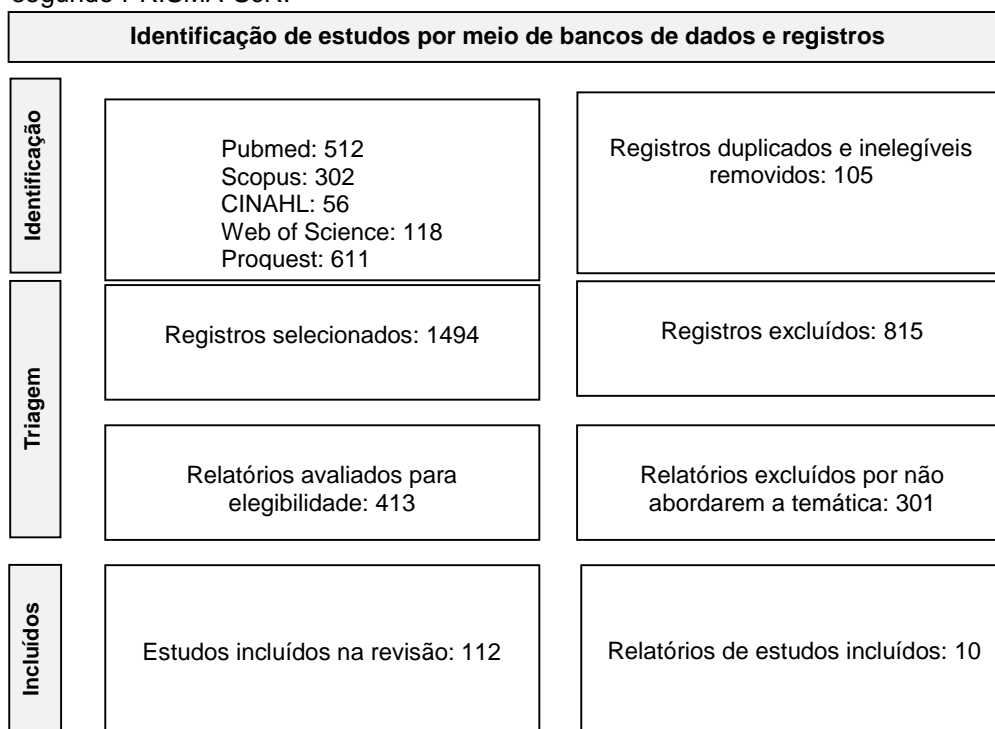 segundo PRISMA-ScR.
Identificação de estudos por meio de bancos de dados e registros
Identificação
Pubmed: 512
Scopus: 302
CINAHL: 56
Web of Science: 118
Proquest: 611
Registros duplicados e inelegíveis
removidos: 105
Triagem
Registros selecionados: 1494
Registros excluídos: 815
Relatórios avaliados para
elegibilidade: 413
Relatórios excluídos por não
abordarem a temática: 301
Incluídos
Estudos incluídos na revisão: 112
Relatórios de estudos incluídos: 10